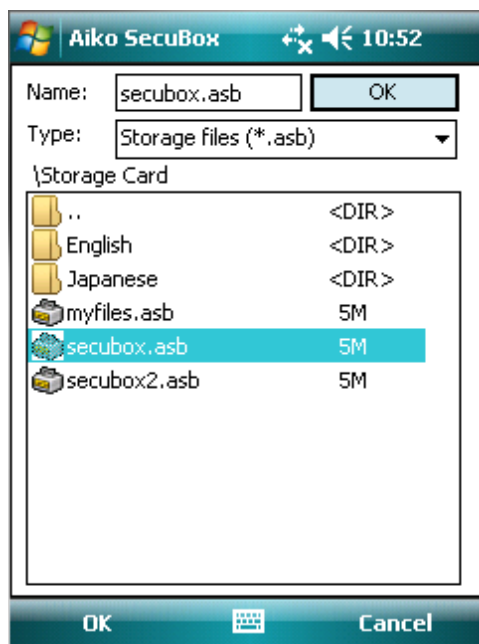 Aiko SecuBox 10:52
Name: secubox.asb OK
Type: Storage files (*.asb)
\Storage Card
.. <DIR>
English <DIR>
Japanese <DIR>
myfiles.asb 5M
secubox.asb 5M
secubox2.asb 5M
OK Cancel